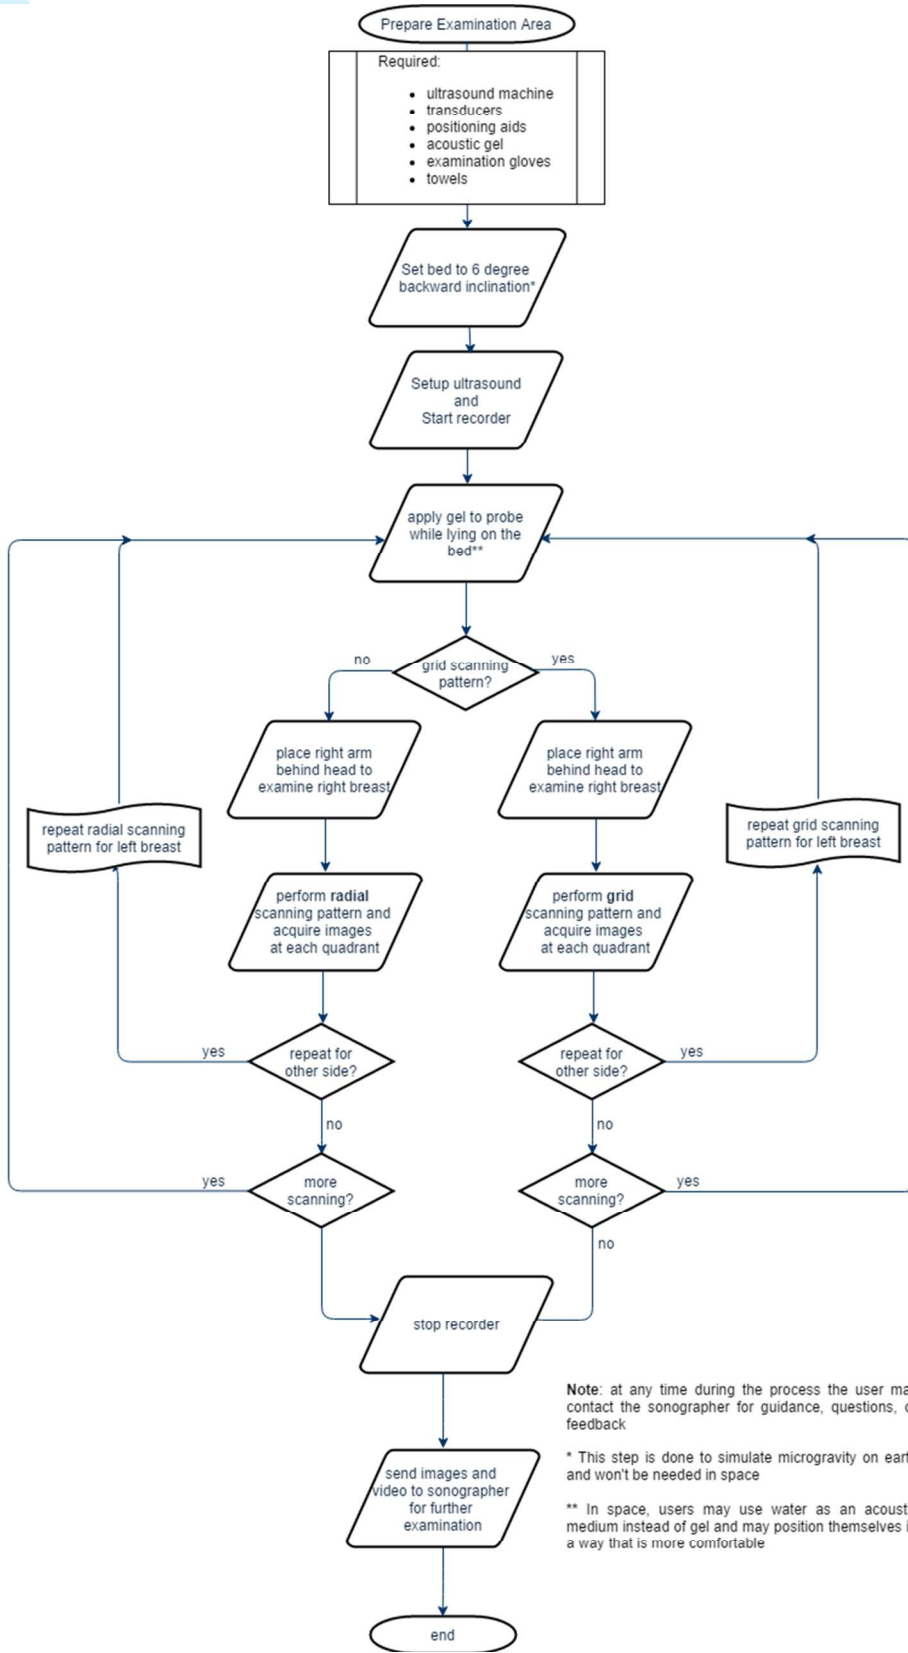 Prepare Examination Area
Required:
• ultrasound machine
• transducers
• positioning aids
• acoustic gel
• examination gloves
• towels
Set bed to 6 degree
backward inclination*
Setup ultrasound
and
Start recorder
apply gel to probe
while lying on the
bed**
grid scanning
pattern?
no
yes
place right arm
behind head to
examine right breast
place right arm
behind head to
examine right breast
repeat radial scanning
pattern for left breast
repeat grid scanning
pattern for left breast
perform radial
scanning pattern and
acquire images
at each quadrant
perform grid
scanning pattern and
acquire images
at each quadrant
yes
repeat for
other side?
repeat for
other side?
yes
no
no
yes
more
scanning?
more
scanning?
yes
no
stop recorder
send images and
video to sonographer
for further
examination
end
Note: at any time during the process the user ma
contact the sonographer for guidance, questions,
feedback
* This step is done to simulate microgravity on eart
and won't be needed in space
** In space, users may use water as an acoust
medium instead of gel and may position themselves i
a way that is more comfortable